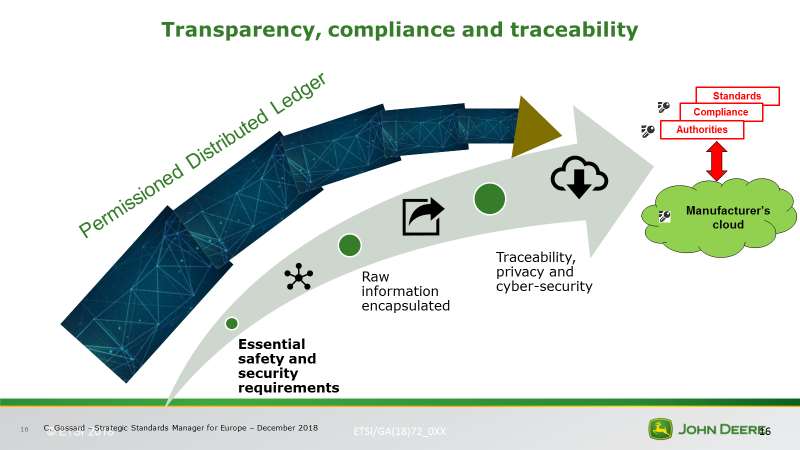 Transparency, compliance and traceability
Permissioned Distributed Ledger
Standards
Compliance
Authorities
Manufacturer's
cloud
Traceability,
privacy and
cyber-security
Raw
information
encapsulated
Essential
safety and
security
requirements
16
C. Gossard – Strategic Standards Manager for Europe – December 2018
© ETSI 2018
ETSI/GA(18)72_0XX
JOHN DEERE
16